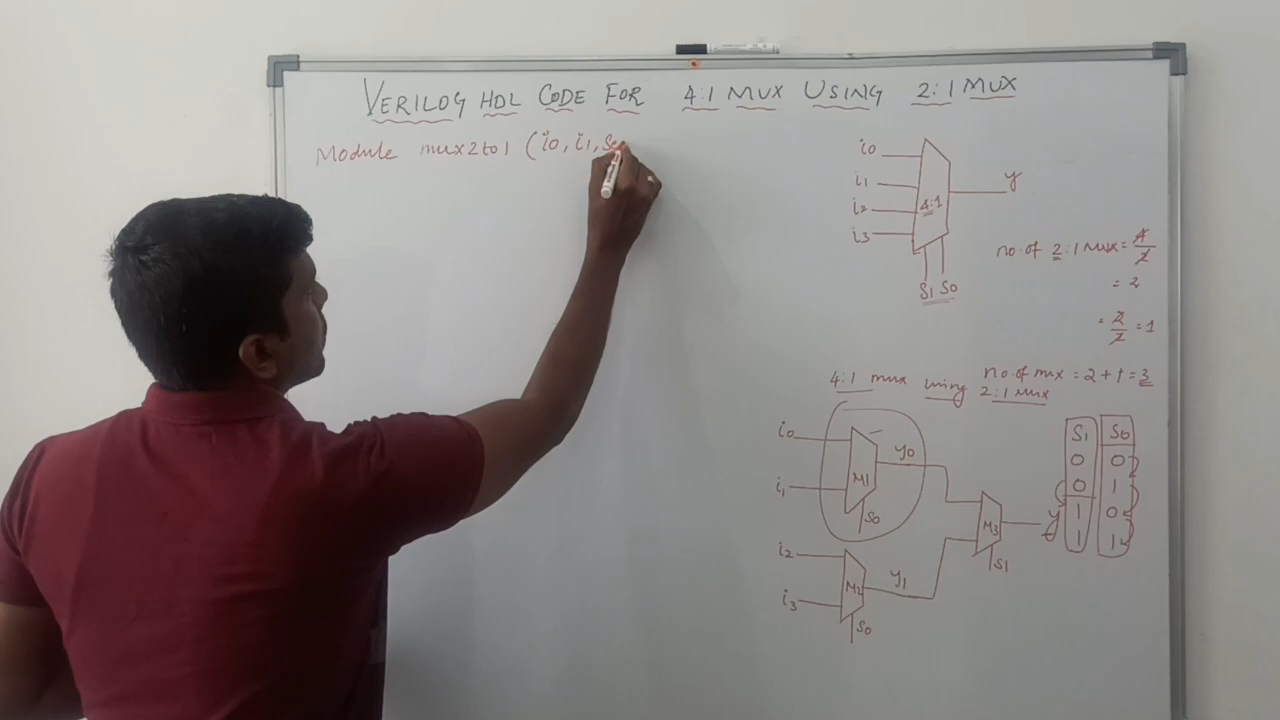 VERILOG HDL CODE FOR 4:1 MUX USING 2:1 MUX
Module mux2to1 (i0, i1, Se
i0
i1
i2
i3
4:1
y
S1 S0
no. of 2:1 MUX = 4/2
= 2
= 2/2 = 1
no. of mux = 2 + 1 = 3
4:1 mux using 2:1 MUX
i0
i1
M1
S0
y0
i2
i3
M2
S0
y1
M3
S1
y
S1 S0
0 0
0 1
1 0
1 1